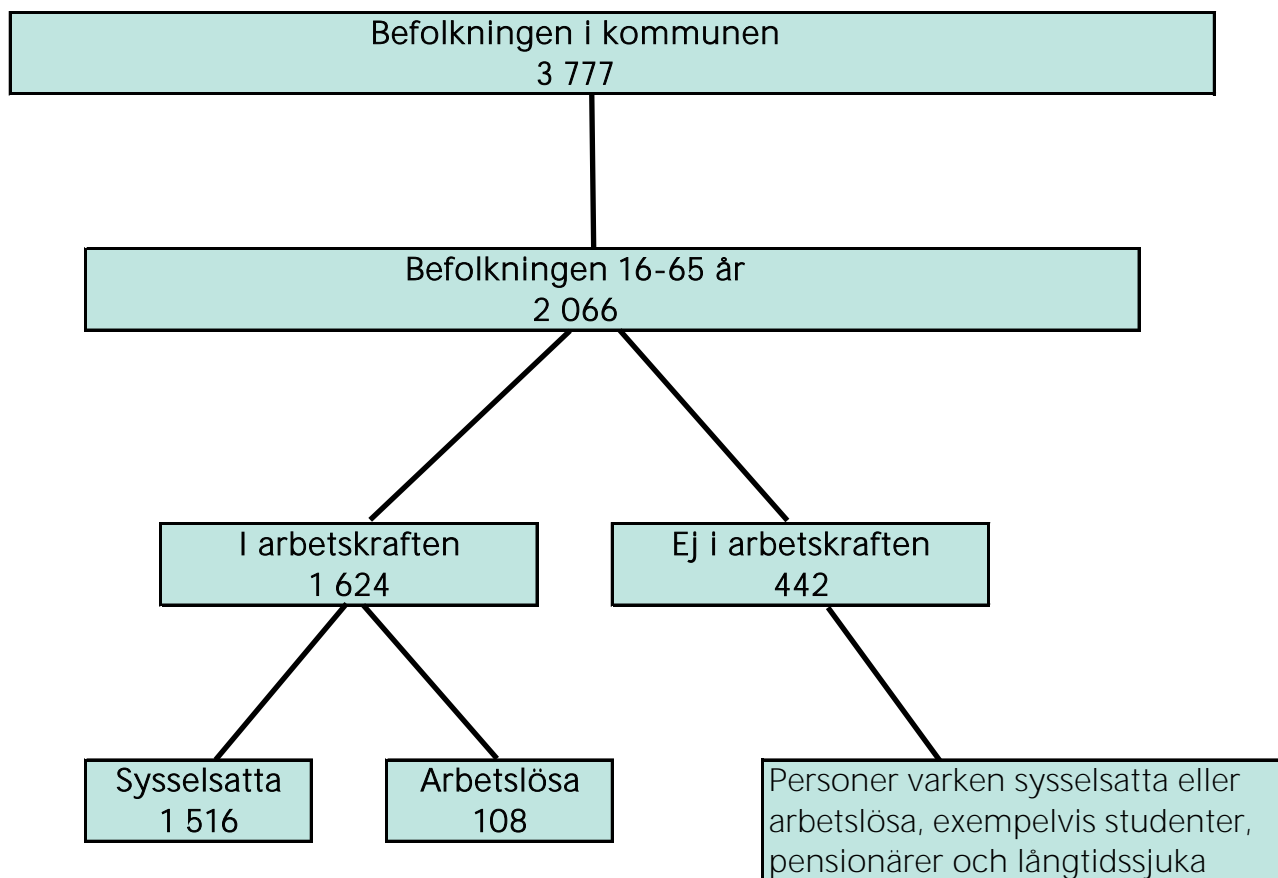 Befolkningen i kommunen
3 777
Befolkningen 16-65 år
2 066
I arbetskraften
1 624
Ej i arbetskraften
442
Sysselsatta
1 516
Arbetslösa
108
Personer varken sysselsatta eller
arbetslösa, exempelvis studenter,
pensionärer och långtidssjuka